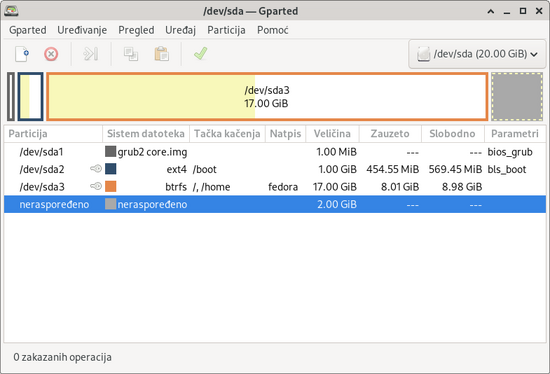 /dev/sda — Gparted
Gparted Uređivanje Pregled Uređaj Particija Pomoć
/dev/sda (20.00 GiB)
/dev/sda3
17.00 GiB
Particija Sistem datoteka Tačka kačenja Natpis Veličina Zauzeto Slobodno Parametri
/dev/sda1 grub2 core.img 1.00 MiB --- --- bios_grub
/dev/sda2 ext4 /boot 1.00 GiB 454.55 MiB 569.45 MiB bls_boot
/dev/sda3 btrfs /, /home fedora 17.00 GiB 8.01 GiB 8.98 GiB
neraspoređeno neraspoređeno 2.00 GiB --- ---
0 zakazanih operacija